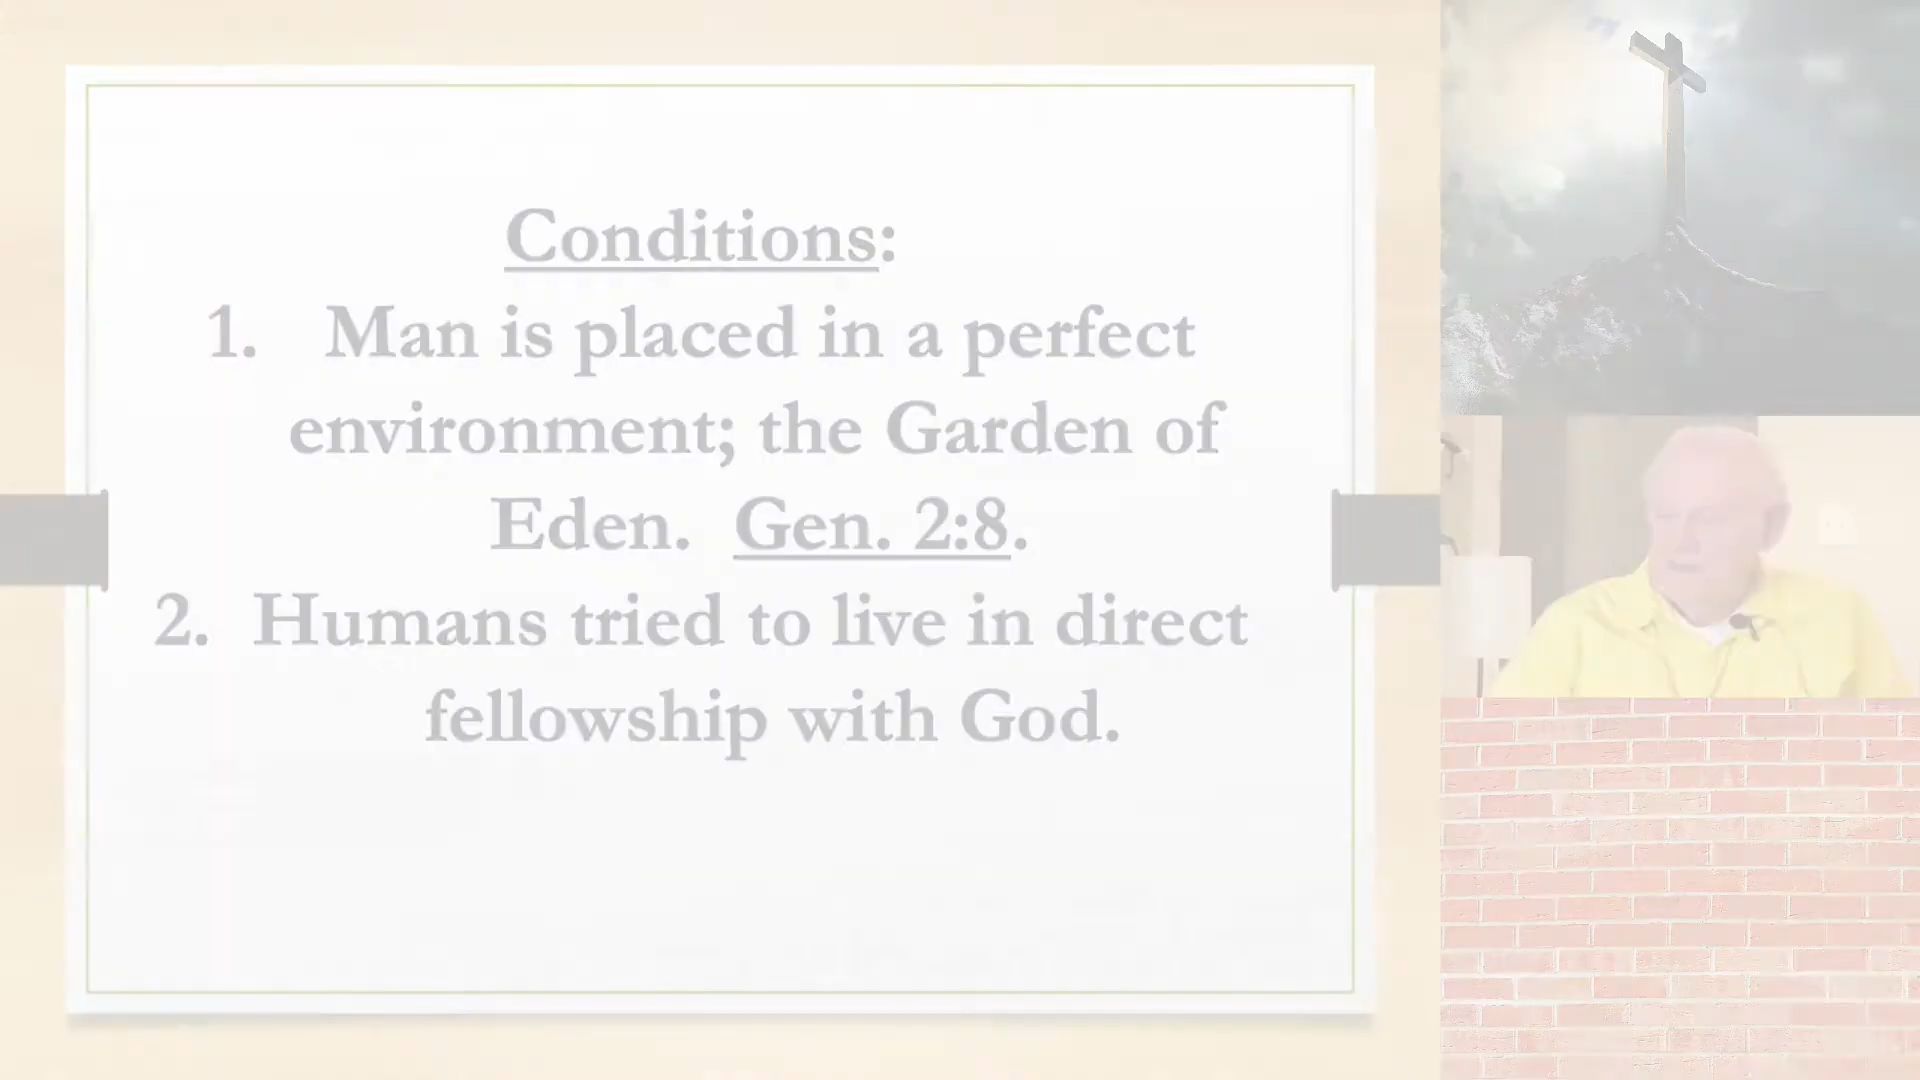 Conditions:
1. Man is placed in a perfect
environment; the Garden of
Eden. Gen. 2:8.
2. Humans tried to live in direct
fellowship with God.